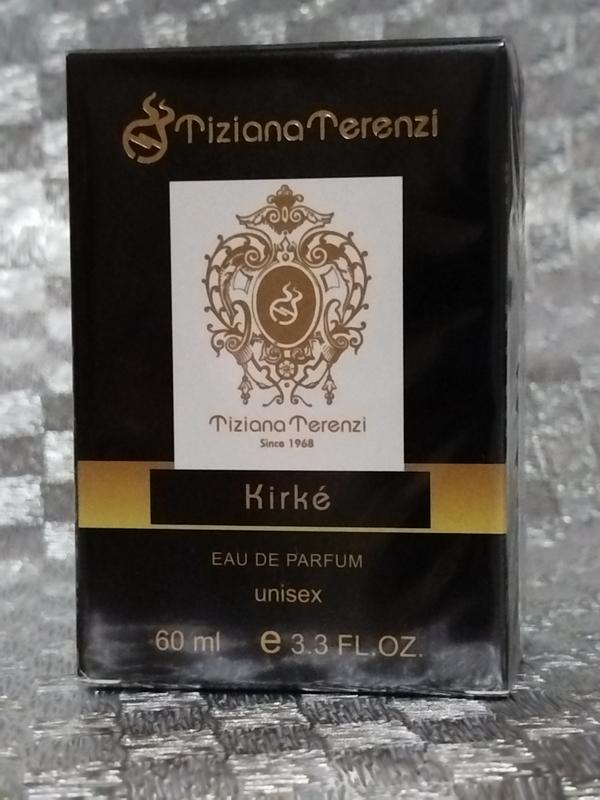 Tiziana Terenzi
Tiziana Terenzi
Since 1968
Kirké
EAU DE PARFUM
unisex
60 ml e 3.3 FL.OZ.